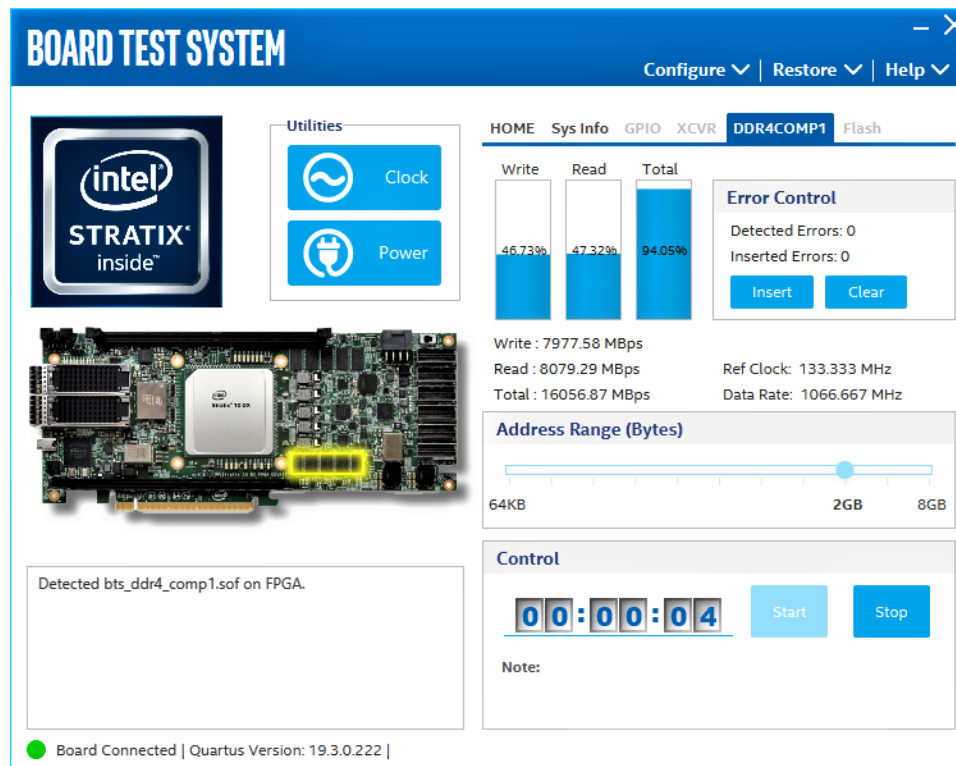 BOARD TEST SYSTEM
Configure | Restore | Help
Utilities
Clock
Power
intel
STRATIX
inside™
HOME Sys Info GPIO XCVR DDR4COMP1 Flash
Write Read Total
46.73% 47.32% 94.05%
Error Control
Detected Errors: 0
Inserted Errors: 0
Insert Clear
Write : 7977.58 MBps
Read : 8079.29 MBps
Total : 16056.87 MBps
Ref Clock: 133.333 MHz
Data Rate: 1066.667 MHz
Address Range (Bytes)
64KB 2GB 8GB
Control
00:00:04
Start Stop
Note:
Detected bts_ddr4_comp1.sof on FPGA.
Board Connected | Quartus Version: 19.3.0.222 |